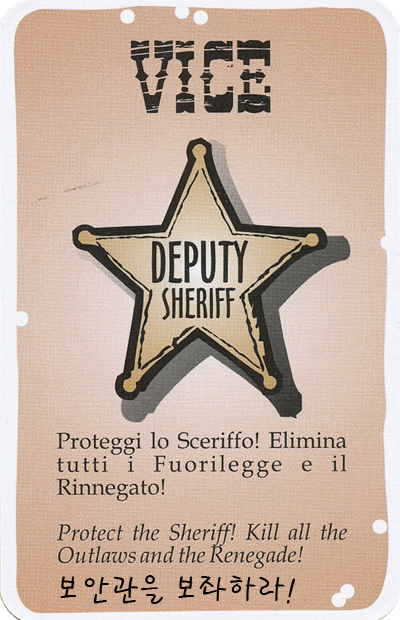 VICE
DEPUTY
SHERIFF
Proteggi lo Sceriffo! Elimina
tutti i Fuorilegge e il
Rinnegato!
Protect the Sheriff! Kill all the
Outlaws and the Renegade!
보안관을 보좌하라!